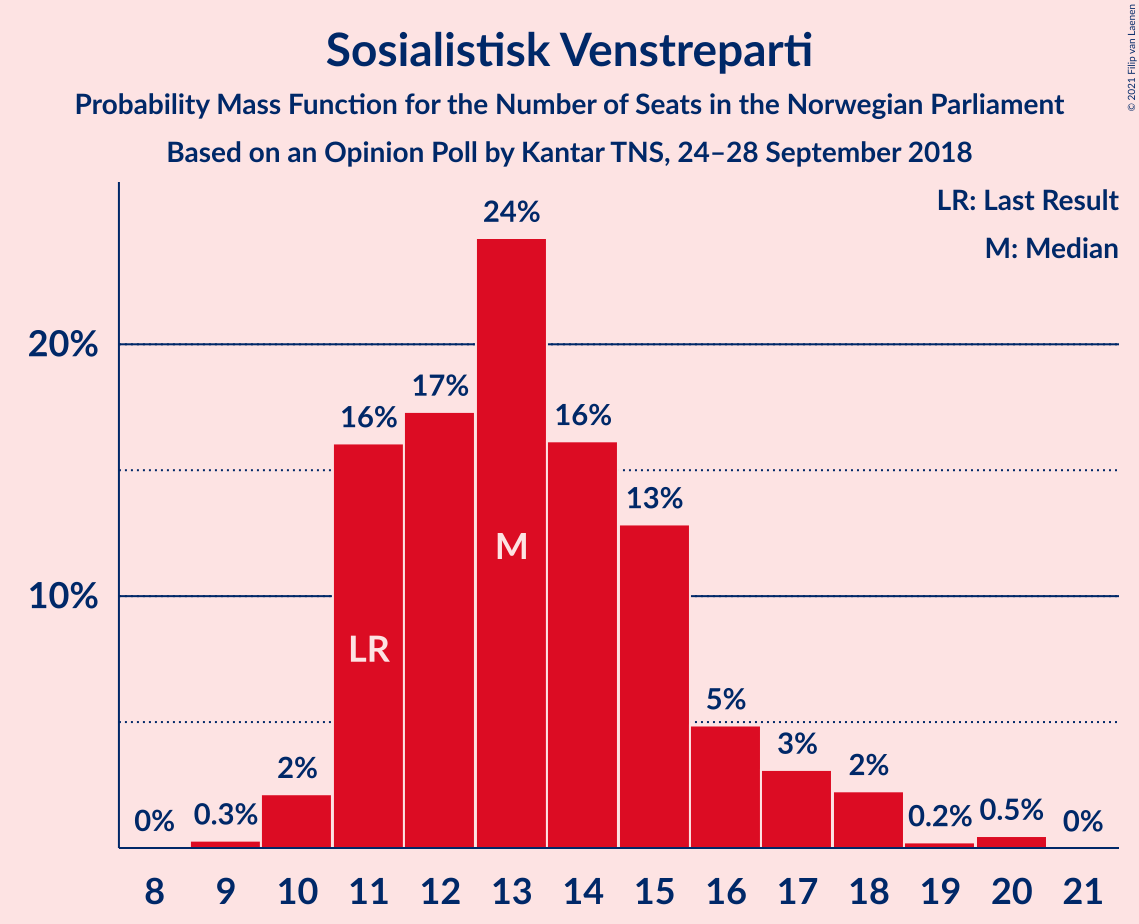 Sosialistisk Venstreparti
Probability Mass Function for the Number of Seats in the Norwegian Parliament
Based on an Opinion Poll by Kantar TNS, 24–28 September 2018
© 2021 Filip van Laenen
LR: Last Result
M: Median
24%
20%
17%
16%
16%
13%
M
10%
LR
5%
3%
2%
2%
0%
0.3%
0.2%
0.5%
0%
8 9 10 11 12 13 14 15 16 17 18 19 20 21